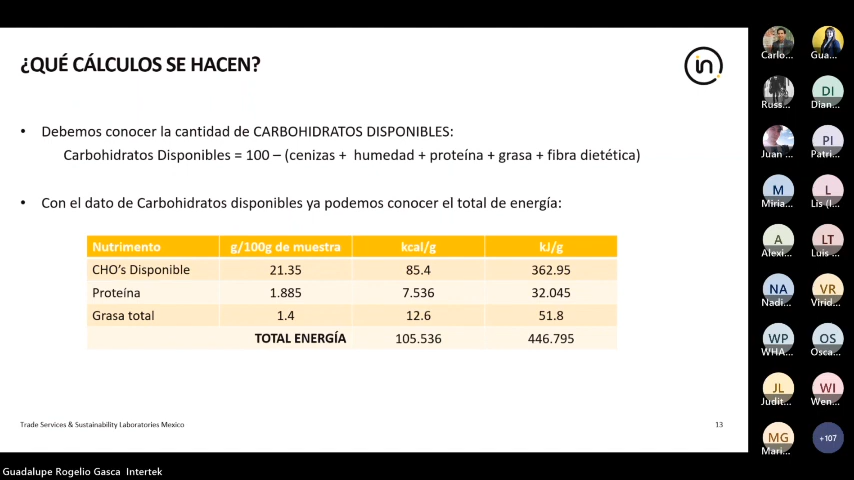 ¿QUÉ CÁLCULOS SE HACEN?
in
• Debemos conocer la cantidad de CARBOHIDRATOS DISPONIBLES:
Carbohidratos Disponibles = 100 – (cenizas + humedad + proteína + grasa + fibra dietética)
• Con el dato de Carbohidratos disponibles ya podemos conocer el total de energía:
Nutrimento g/100g de muestra kcal/g kJ/g
CHO's Disponible 21.35 85.4 362.95
Proteína 1.885 7.536 32.045
Grasa total 1.4 12.6 51.8
TOTAL ENERGÍA 105.536 446.795
Trade Services & Sustainability Laboratories Mexico
13
Guadalupe Rogelio Gasca Intertek
Carlo... Gua...
DI
Russ... Dian...
PI
Juan ... Patri...
M L
Miria... Lis (I...
A LT
Alexi... Luis ...
NA VR
Nadi... Virid...
WP OS
WHA... Osca...
JL WI
Judit... Wen...
MG +107
Mari...